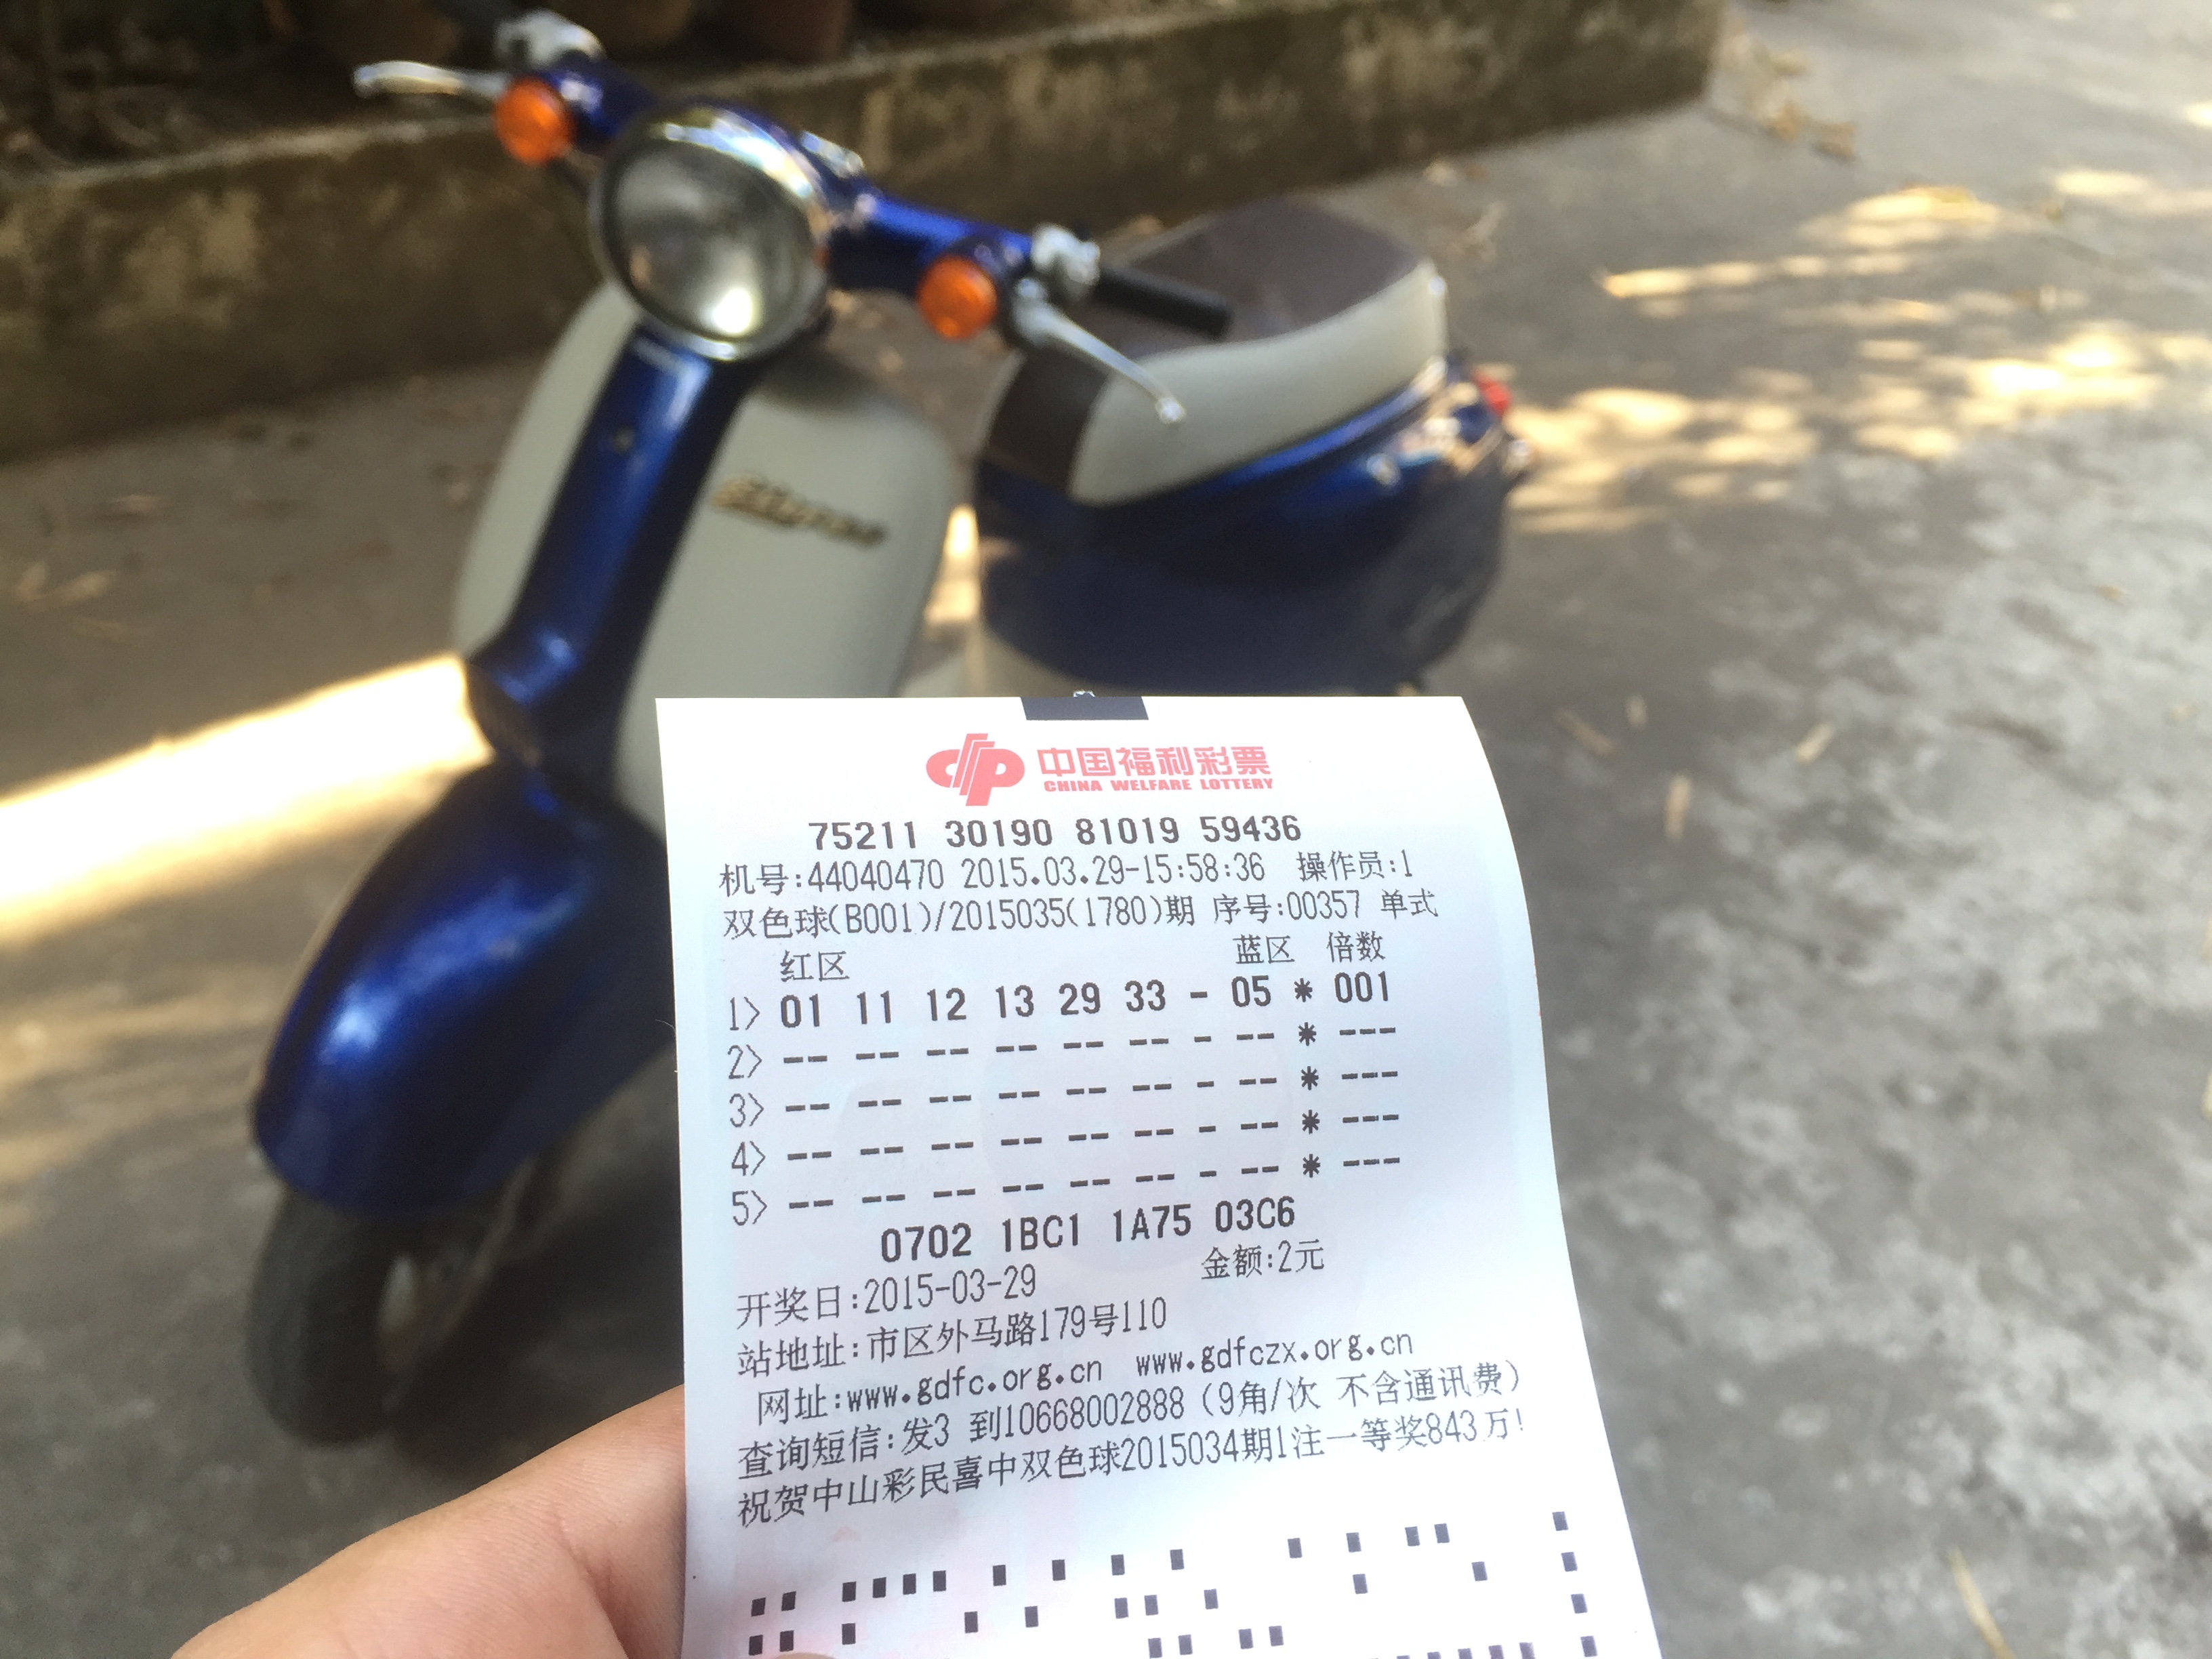 中国福利彩票
CHINA WELFARE LOTTERY
75211 30190 81019 59436
机号:44040470 2015.03.29-15:58:36 操作员:1
双色球(B001)/2015035(1780)期 序号:00357 单式
红区 蓝区 倍数
1〉01 11 12 13 29 33 - 05 * 001
2〉-- -- -- -- -- -- - -- * ---
3〉-- -- -- -- -- -- - -- * ---
4〉-- -- -- -- -- -- - -- * ---
5〉-- -- -- -- -- -- - -- * ---
0702 1BC1 1A75 03C6
开奖日:2015-03-29 金额:2元
站地址:市区外马路179号110
网址:www.gdfc.org.cn www.gdfczx.org.cn
查询短信:发3 到10668002888（9角/次 不含通讯费）
祝贺中山彩民喜中双色球2015034期1注一等奖843万!